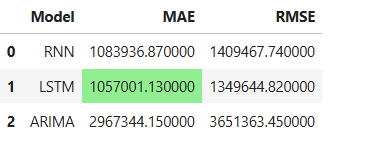 Model MAE RMSE
0 RNN 1083936.870000 1409467.740000
1 LSTM 1057001.130000 1349644.820000
2 ARIMA 2967344.150000 3651363.450000